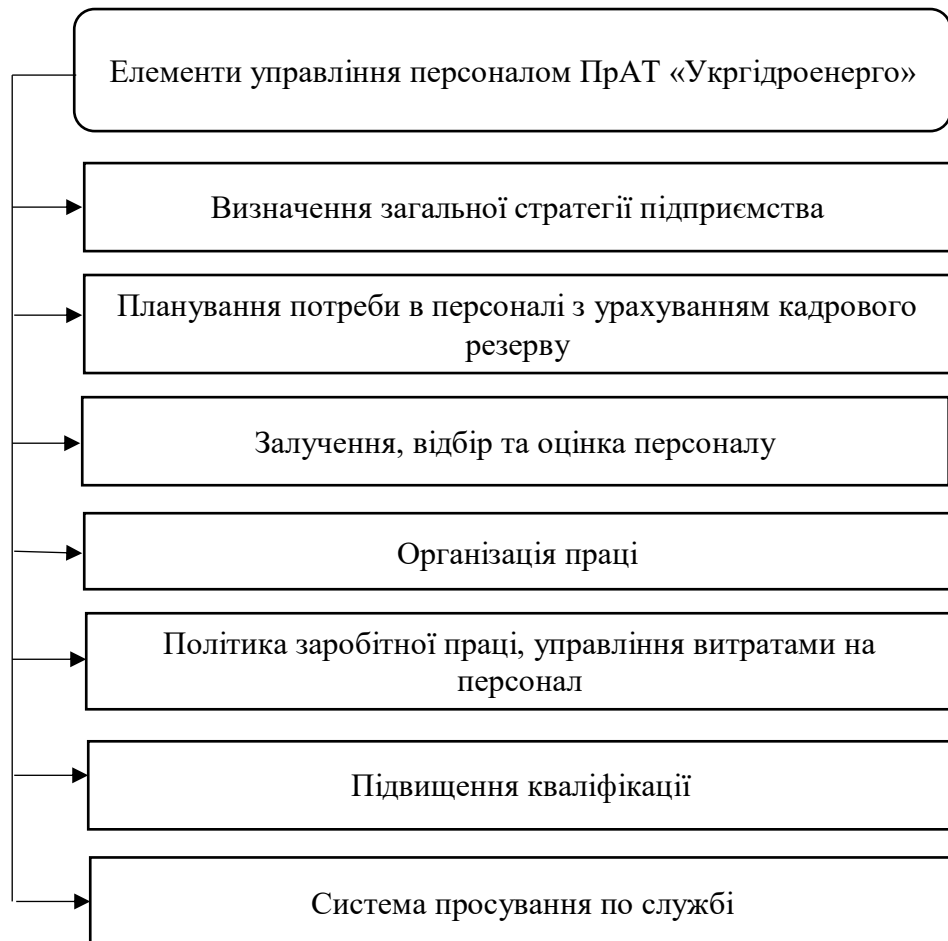 Елементи управління персоналом ПрАТ «Укргідроенерго»
Визначення загальної стратегії підприємства
Планування потреби в персоналі з урахуванням кадрового
резерву
Залучення, відбір та оцінка персоналу
Організація праці
Політика заробітної праці, управління витратами на
персонал
Підвищення кваліфікації
Система просування по службі